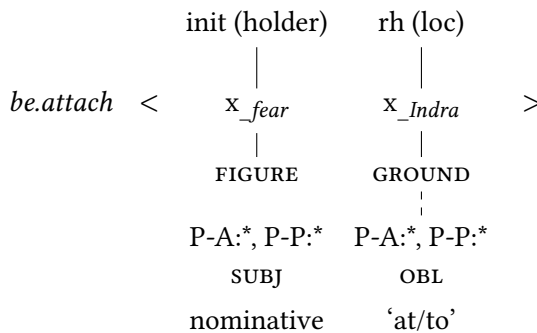 init (holder) rh (loc)
be.attach < x_fear x_Indra >
FIGURE GROUND
P-A:*, P-P:* P-A:*, P-P:*
SUBJ OBL
nominative ‘at/to’